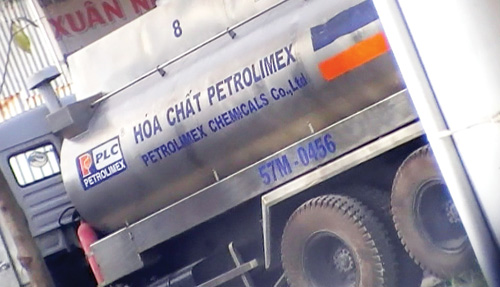 XUÂN
8
HÓA CHẤT PETROLIMEX
PETROLIMEX CHEMICALS Co.,Ltd
PLC
PETROLIMEX
57M-0456